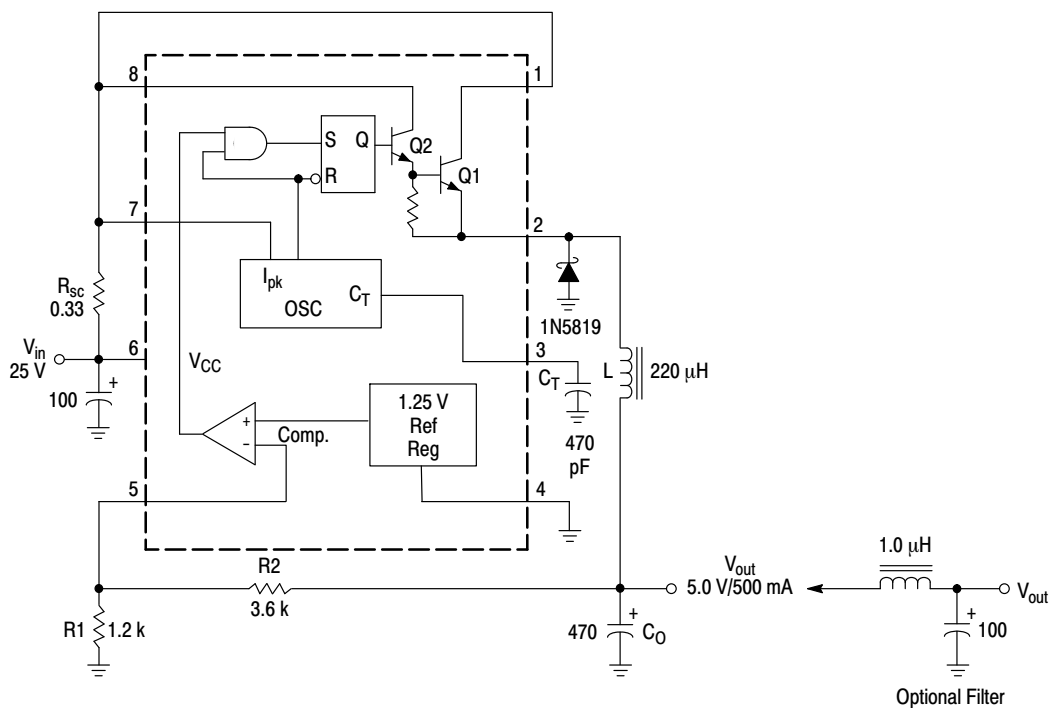 8
1
S Q
Q2
R
Q1
7
2
Rsc
0.33
Ipk
OSC
CT
1N5819
Vin
25 V
6
VCC
3
CT
L
220 µH
100
+
1.25 V
Ref
Reg
+
−
Comp.
470
pF
5
4
R2
3.6 k
Vout
5.0 V/500 mA
1.0 µH
Vout
R1
1.2 k
470
+
CO
+
100
Optional Filter